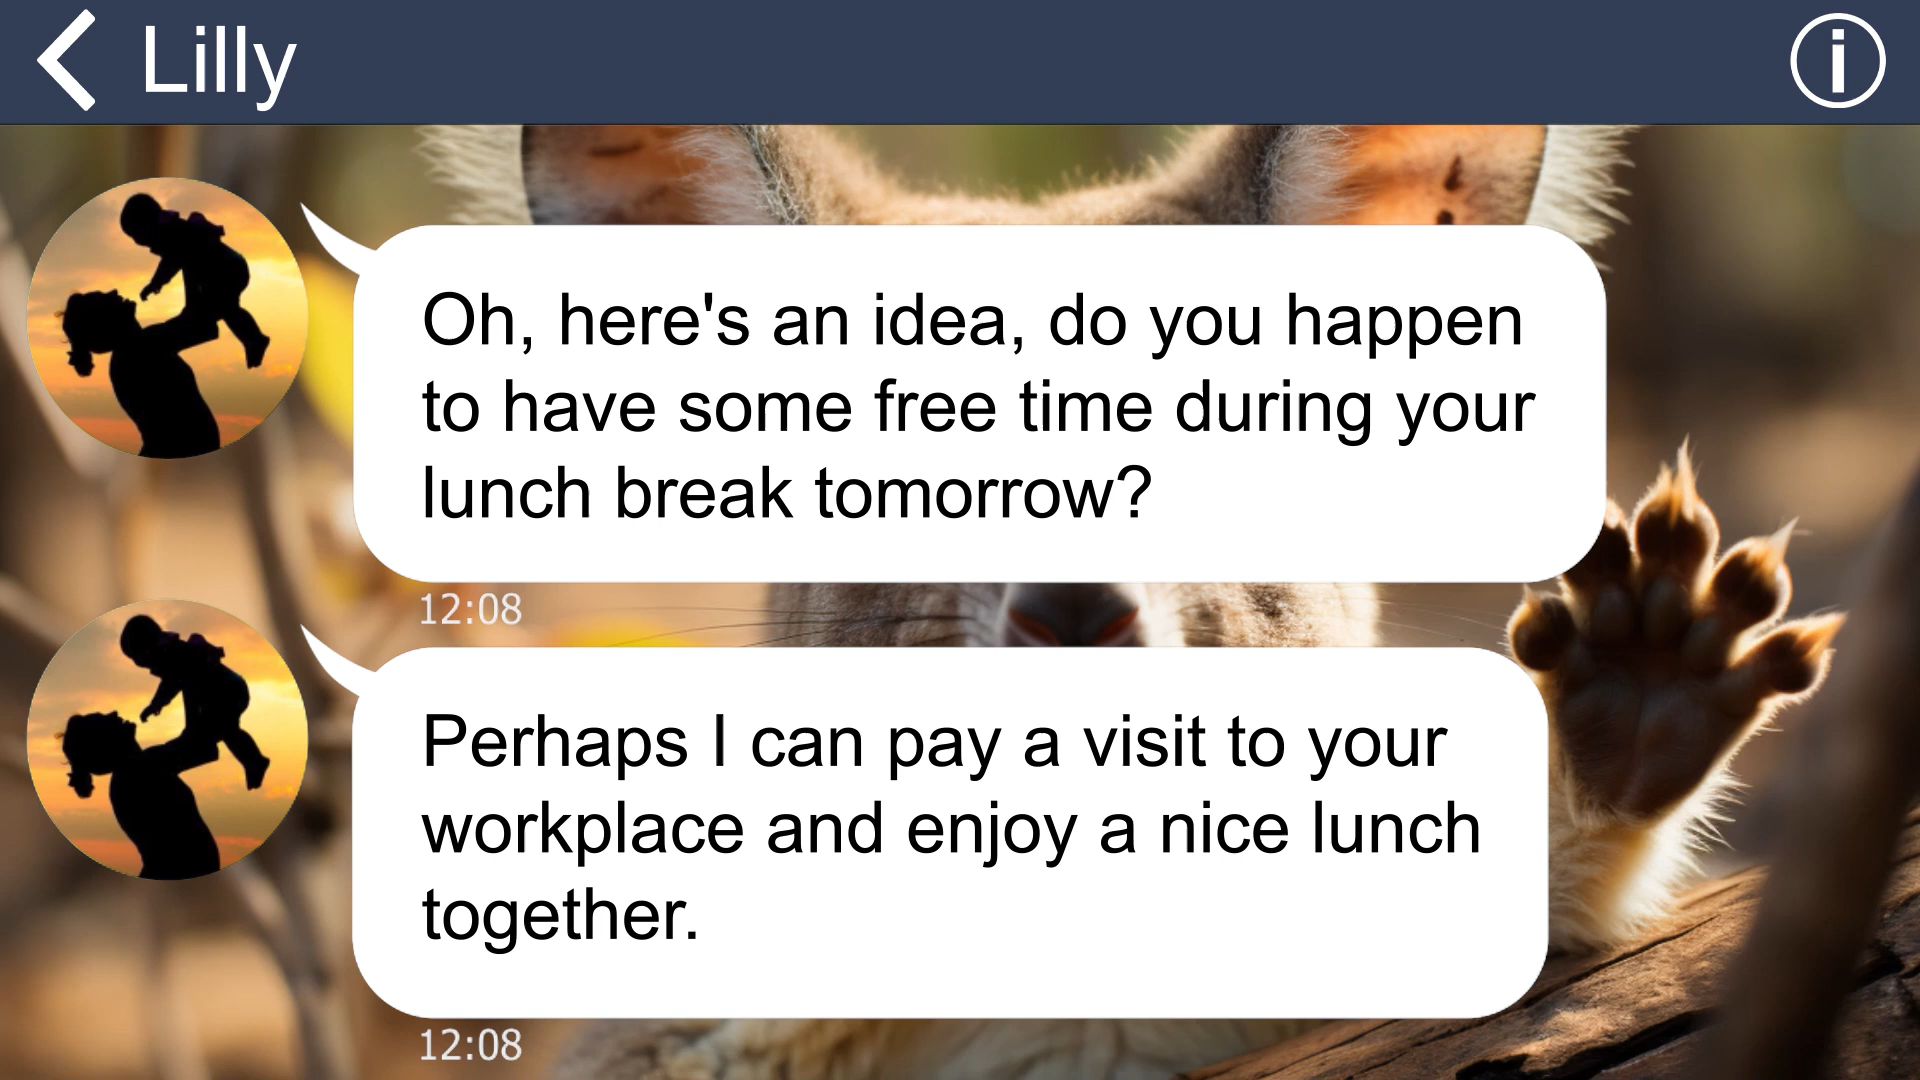 Lilly
Oh, here's an idea, do you happen
to have some free time during your
lunch break tomorrow?
12:08
Perhaps I can pay a visit to your
workplace and enjoy a nice lunch
together.
12:08